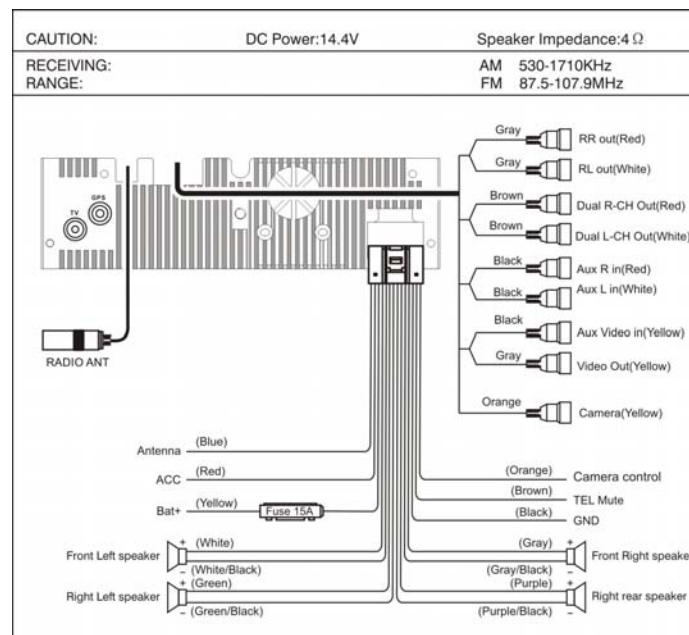 CAUTION: DC Power:14.4V Speaker Impedance:4 Ω
RECEIVING: AM 530-1710KHz
RANGE: FM 87.5-107.9MHz
Gray RR out(Red)
Gray RL out(White)
Brown Dual R-CH Out(Red)
Brown Dual L-CH Out(White)
Black Aux R in(Red)
Black Aux L in(White)
Black Aux Video in(Yellow)
Gray Video Out(Yellow)
Orange Camera(Yellow)
TV
GPS
RADIO ANT
Antenna (Blue)
ACC (Red)
Bat+ (Yellow) Fuse 15A
(Orange) Camera control
(Brown) TEL Mute
(Black) GND
Front Left speaker + (White)
− (White/Black)
Right Left speaker + (Green)
− (Green/Black)
(Gray) + Front Right speake
(Gray/Black) −
(Purple) + Right rear speaker
(Purple/Black) −